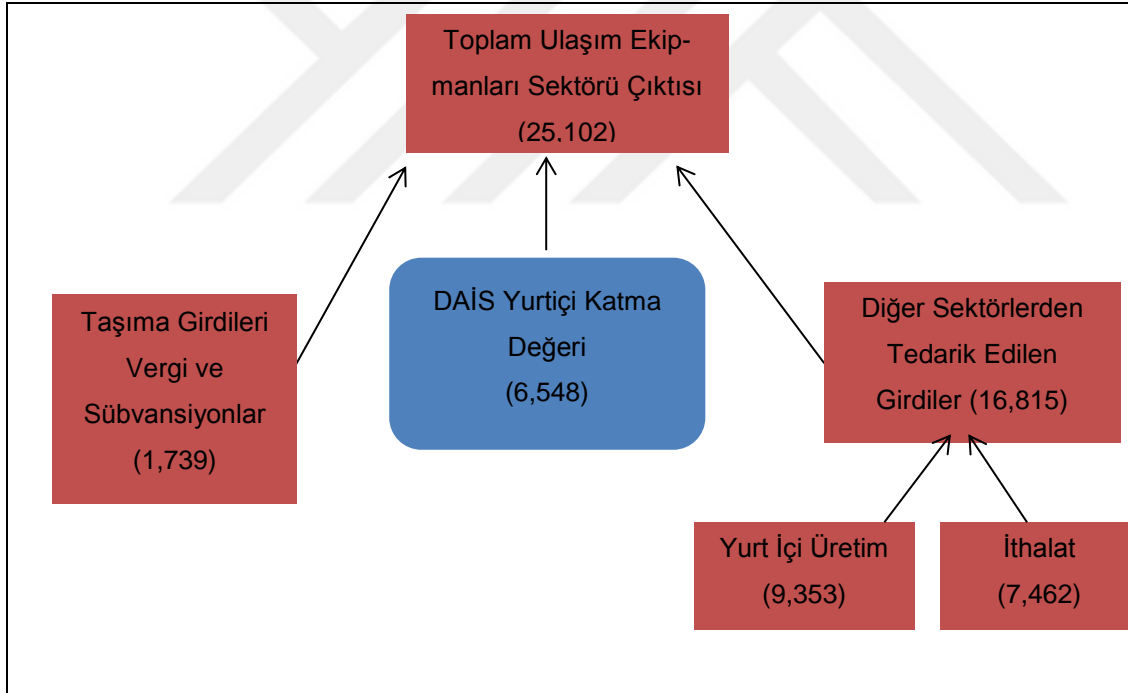 Toplam Ulaşım Ekip-
manları Sektörü Çıktısı
(25,102)
Taşıma Girdileri
Vergi ve
Sübvansiyonlar
(1,739)
DAİS Yurtiçi Katma
Değeri
(6,548)
Diğer Sektörlerden
Tedarik Edilen
Girdiler (16,815)
Yurt İçi Üretim
(9,353)
İthalat
(7,462)